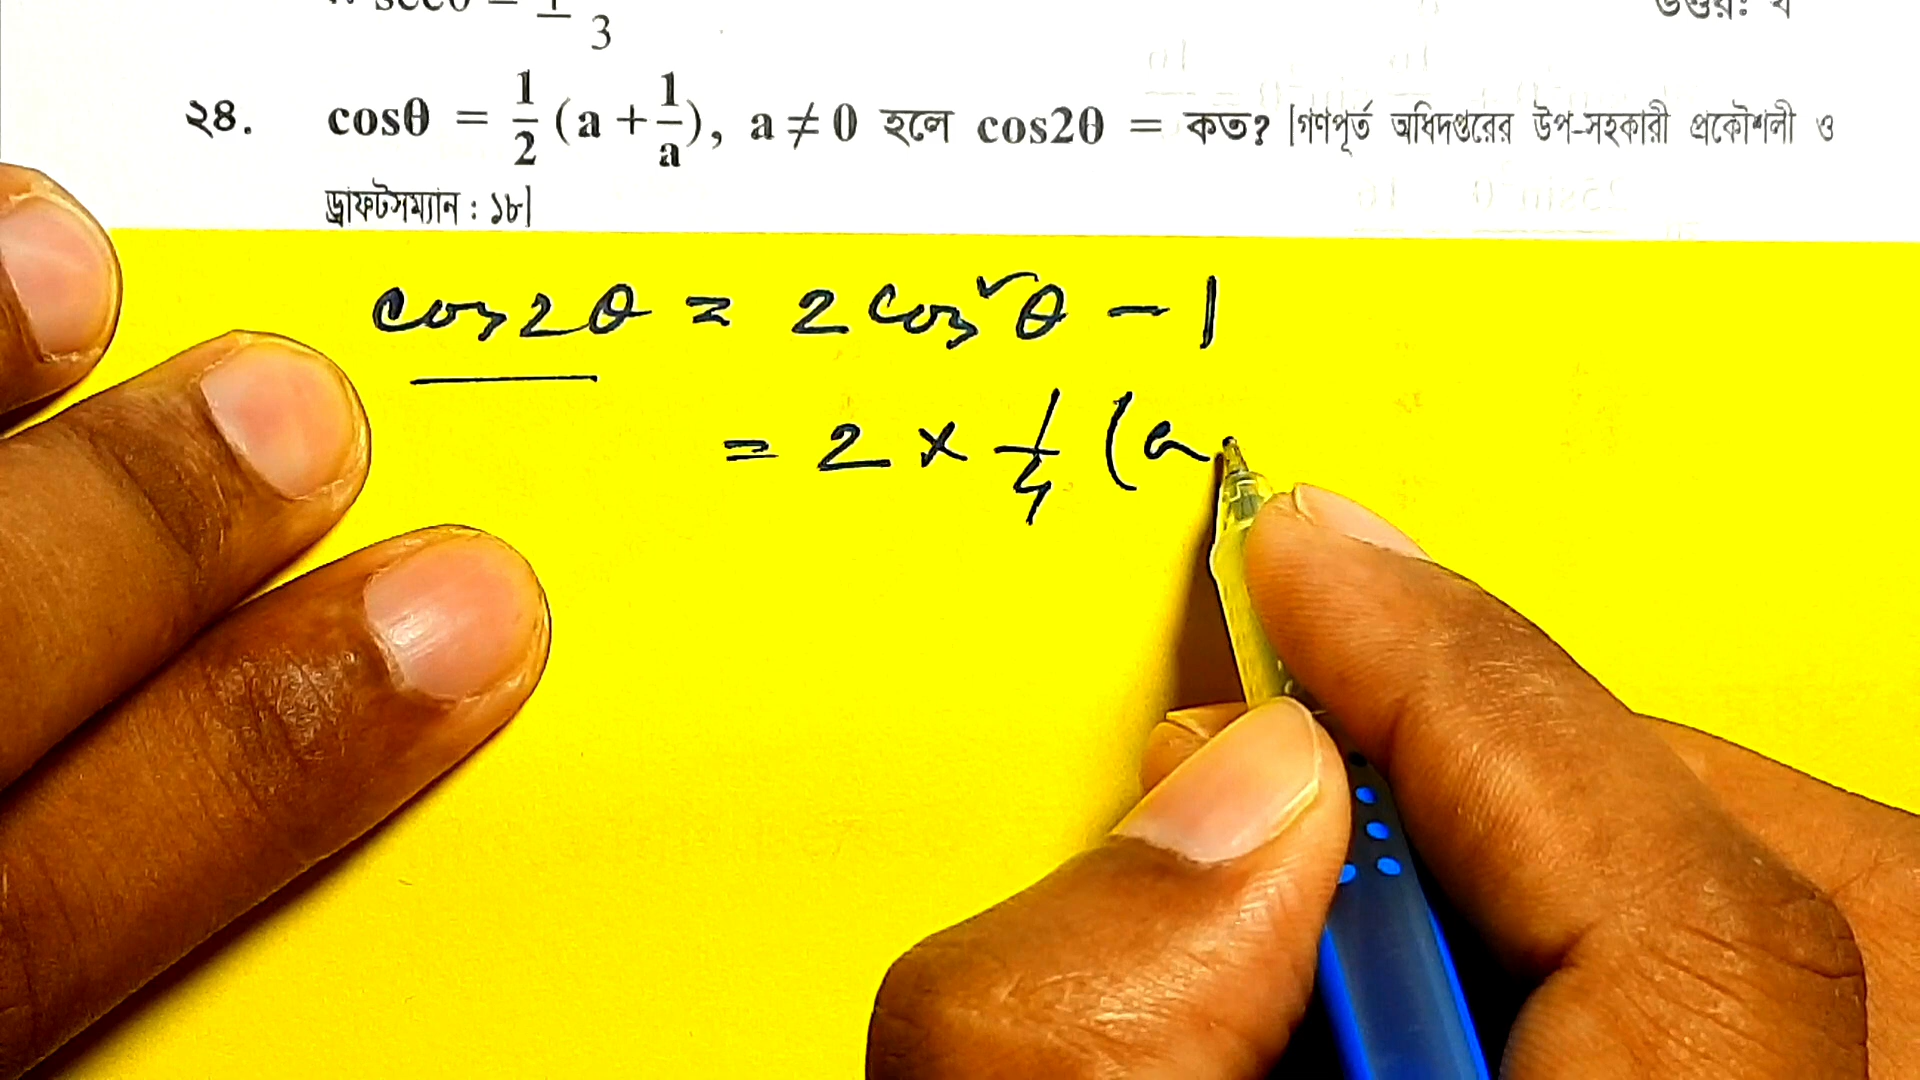 3
২৪. cosθ = 1/2 (a + 1/a), a ≠ 0 হলে cos2θ = কত? [গণপূর্ত অধিদপ্তরের উপ-সহকারী প্রকৌশলী ও
ড্রাফটসম্যান : ১৮]
cos2θ = 2cos²θ - 1
= 2 × 1/4 (a